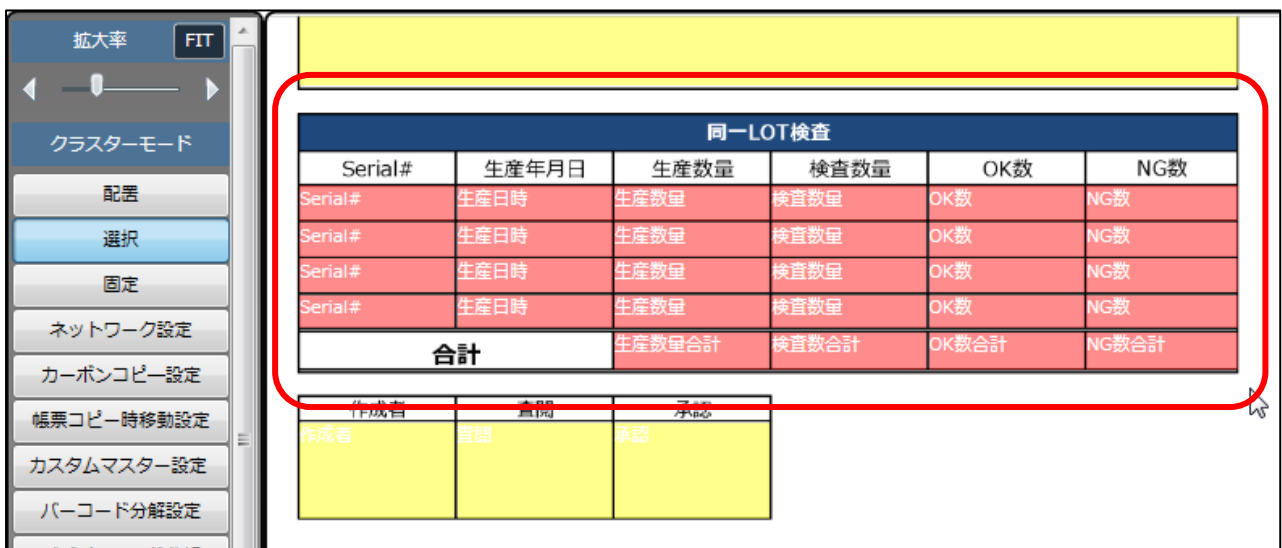 拡大率 FIT
クラスターモード
配置
選択
固定
ネットワーク設定
カーボンコピー設定
帳票コピー時移動設定
カスタムマスター設定
バーコード分解設定
同一LOT検査
Serial# 生産年月日 生産数量 検査数量 OK数 NG数
Serial# 生産日時 生産数量 検査数量 OK数 NG数
Serial# 生産日時 生産数量 検査数量 OK数 NG数
Serial# 生産日時 生産数量 検査数量 OK数 NG数
Serial# 生産日時 生産数量 検査数量 OK数 NG数
合計 生産数量合計 検査数合計 OK数合計 NG数合計
作成者 査閲 承認
作成者 査閲 承認